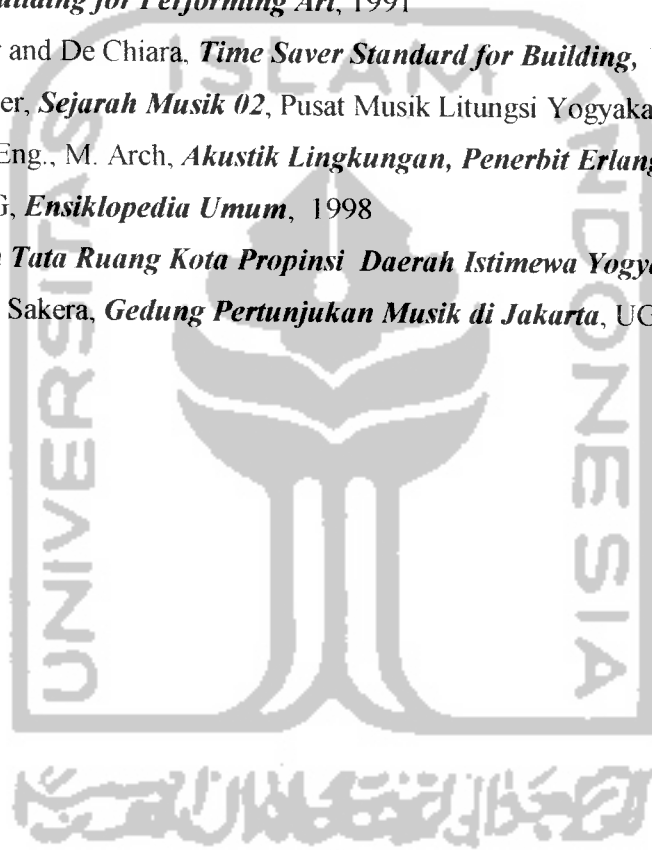 uilding for Performing Art, 1991
and De Chiara, Time Saver Standard for Building,
er, Sejarah Musik 02, Pusat Musik Litungsi Yogyaka
Eng., M. Arch, Akustik Lingkungan, Penerbit Erlang
G, Ensiklopedia Umum, 1998
Tata Ruang Kota Propinsi Daerah Istimewa Yogy
Sakera, Gedung Pertunjukan Musik di Jakarta, UG
ISLAM
UNIVERSITAS
INDONESIA